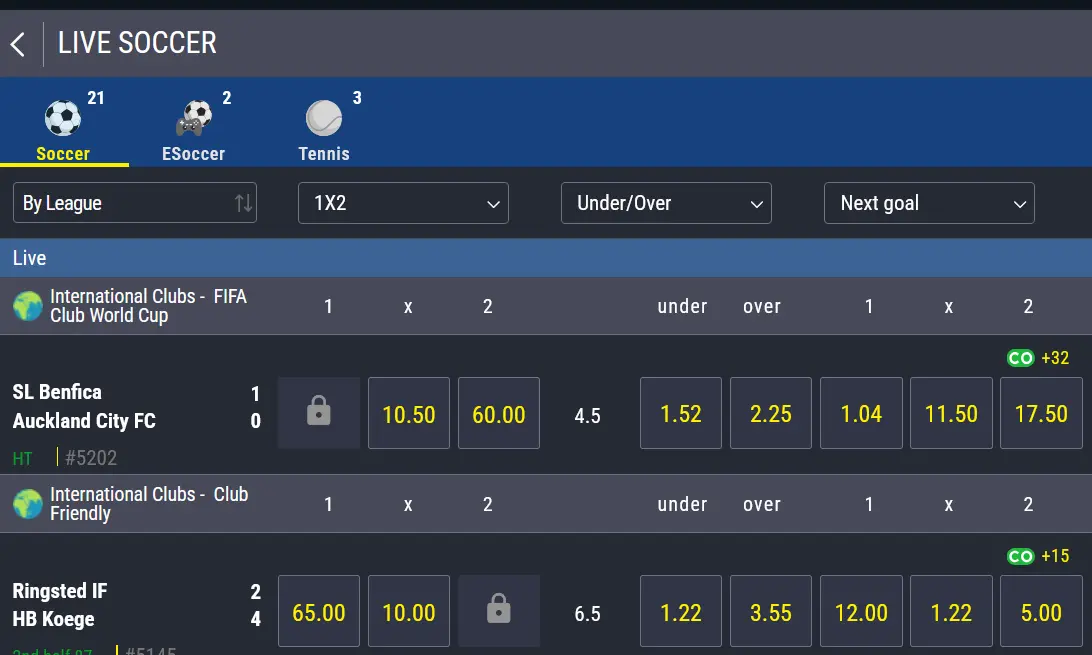 LIVE SOCCER
21
2
3
Soccer
ESoccer
Tennis
By League
1X2
Under/Over
Next goal
Live
International Clubs - FIFA
Club World Cup
1 x 2 under over 1 x 2
CO +32
SL Benfica 1
Auckland City FC 0
10.50 60.00 4.5 1.52 2.25 1.04 11.50 17.50
HT #5202
International Clubs - Club
Friendly
1 x 2 under over 1 x 2
CO +15
Ringsted IF 2
HB Koege 4
65.00 10.00 6.5 1.22 3.55 12.00 1.22 5.00
2nd half 87 #5145